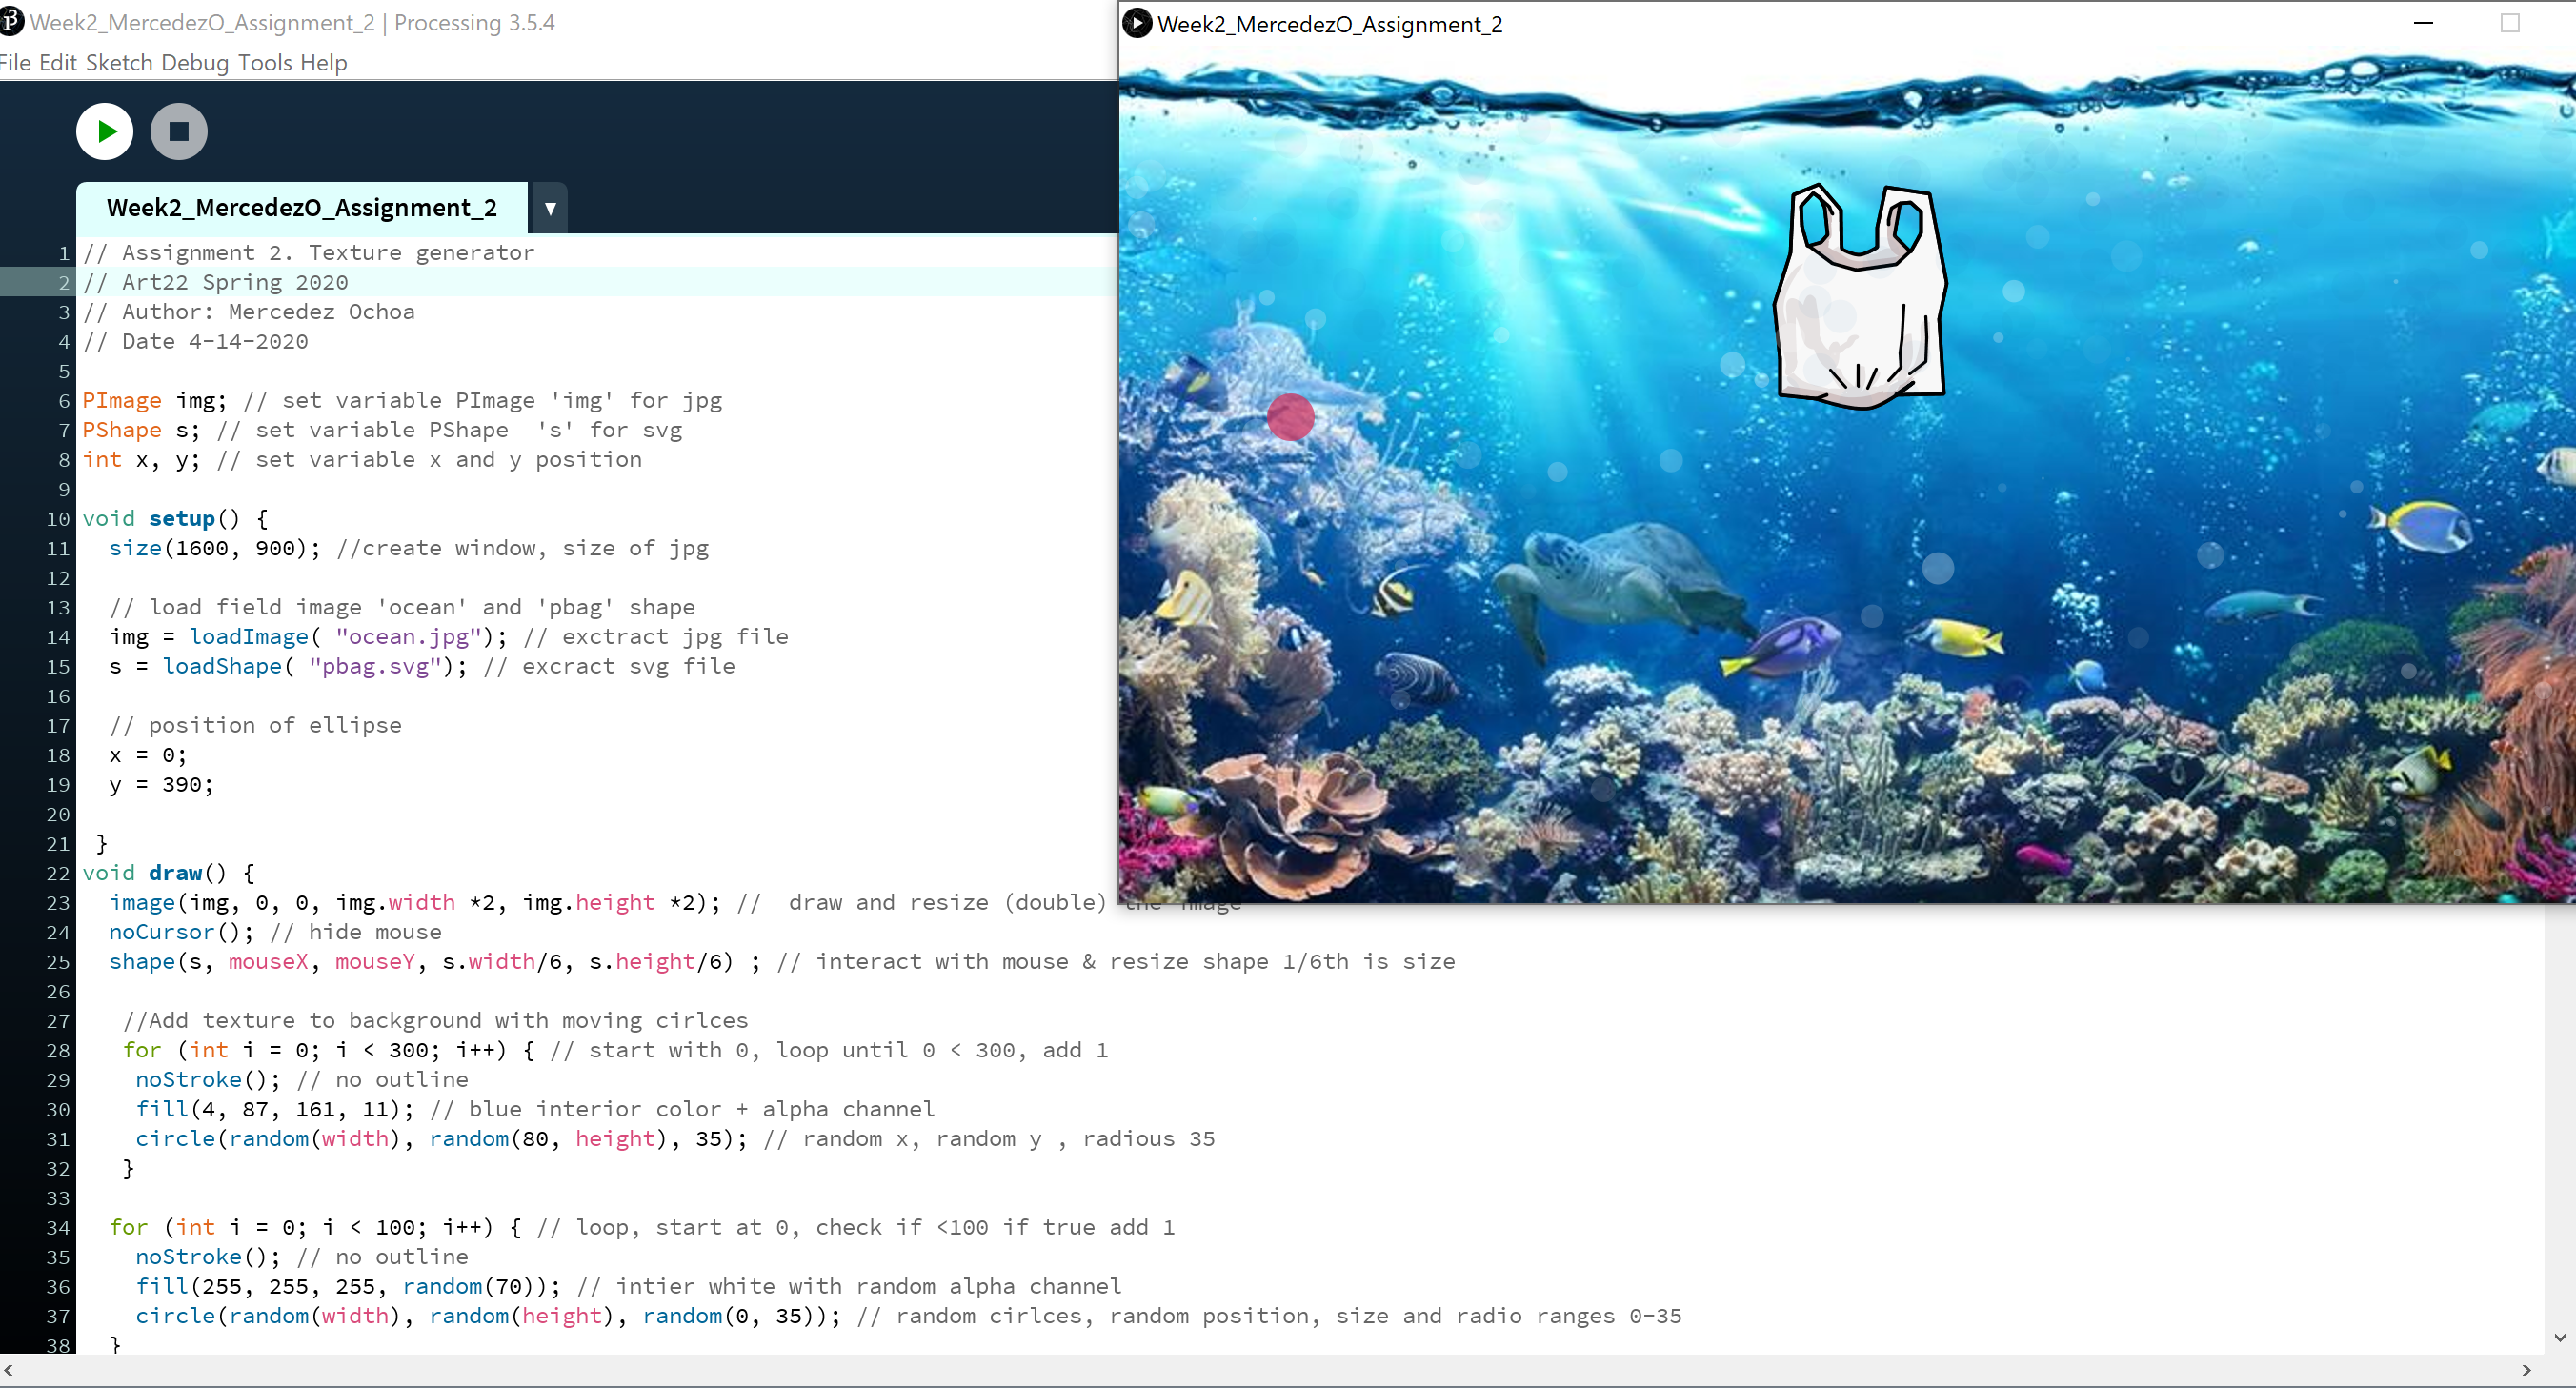 Week2_MercedezO_Assignment_2 | Processing 3.5.4
File Edit Sketch Debug Tools Help
Week2_MercedezO_Assignment_2
1 // Assignment 2. Texture generator
2 // Art22 Spring 2020
3 // Author: Mercedez Ochoa
4 // Date 4-14-2020
5
6 PImage img; // set variable PImage 'img' for jpg
7 PShape s; // set variable PShape  's' for svg
8 int x, y; // set variable x and y position
9
10 void setup() {
11   size(1600, 900); //create window, size of jpg
12
13   // load field image 'ocean' and 'pbag' shape
14   img = loadImage( "ocean.jpg"); // exctract jpg file
15   s = loadShape( "pbag.svg"); // excract svg file
16
17   // position of ellipse
18   x = 0;
19   y = 390;
20
21  }
22 void draw() {
23   image(img, 0, 0, img.width *2, img.height *2); //  draw and resize (double) the image
24   noCursor(); // hide mouse
25   shape(s, mouseX, mouseY, s.width/6, s.height/6) ; // interact with mouse & resize shape 1/6th is size
26
27    //Add texture to background with moving cirlces
28    for (int i = 0; i < 300; i++) { // start with 0, loop until 0 < 300, add 1
29     noStroke(); // no outline
30     fill(4, 87, 161, 11); // blue interior color + alpha channel
31     circle(random(width), random(80, height), 35); // random x, random y , radious 35
32    }
33
34   for (int i = 0; i < 100; i++) { // loop, start at 0, check if <100 if true add 1
35     noStroke(); // no outline
36     fill(255, 255, 255, random(70)); // intier white with random alpha channel
37     circle(random(width), random(height), random(0, 35)); // random cirlces, random position, size and radio ranges 0-35
38   }
Week2_MercedezO_Assignment_2